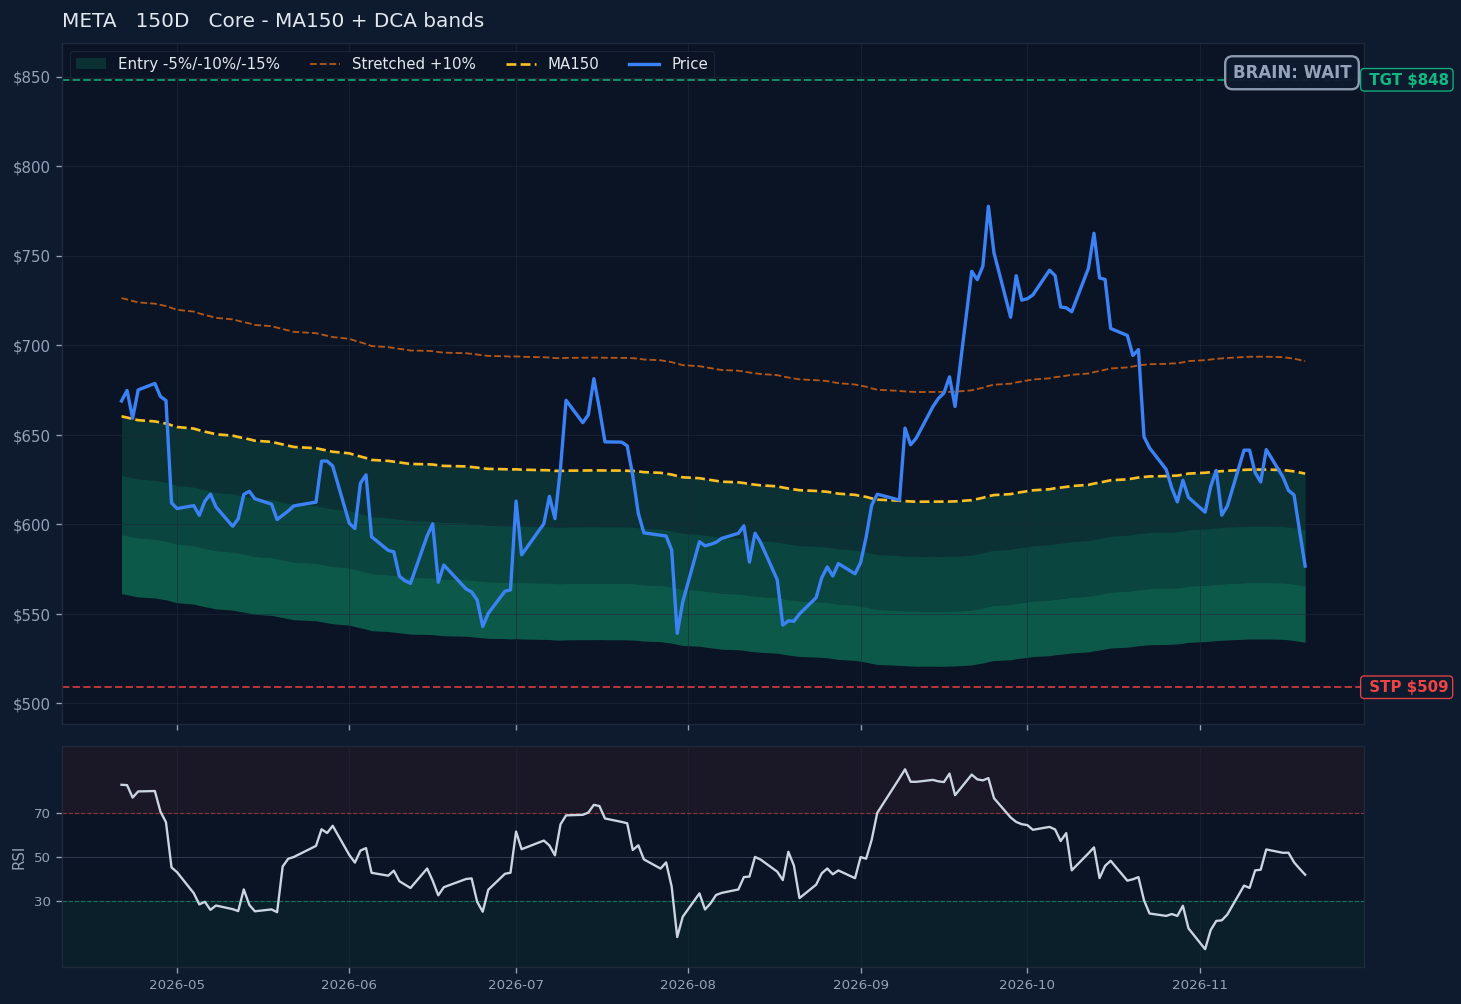 META   150D   Core - MA150 + DCA bands
Entry -5%/-10%/-15%
Stretched +10%
MA150
Price
BRAIN: WAIT
TGT $848
$850
$800
$750
$700
$650
$600
$550
$500
STP $509
RSI
70
50
30
2026-05
2026-06
2026-07
2026-08
2026-09
2026-10
2026-11